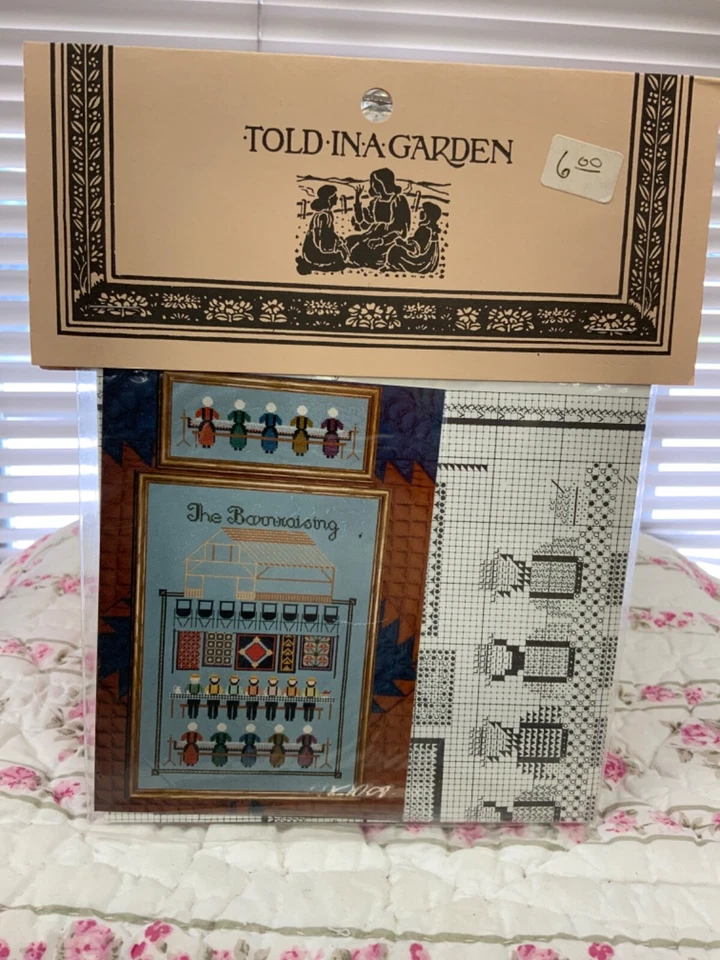 ·TOLD·IN·A·GARDEN
6 00
The Barnraising